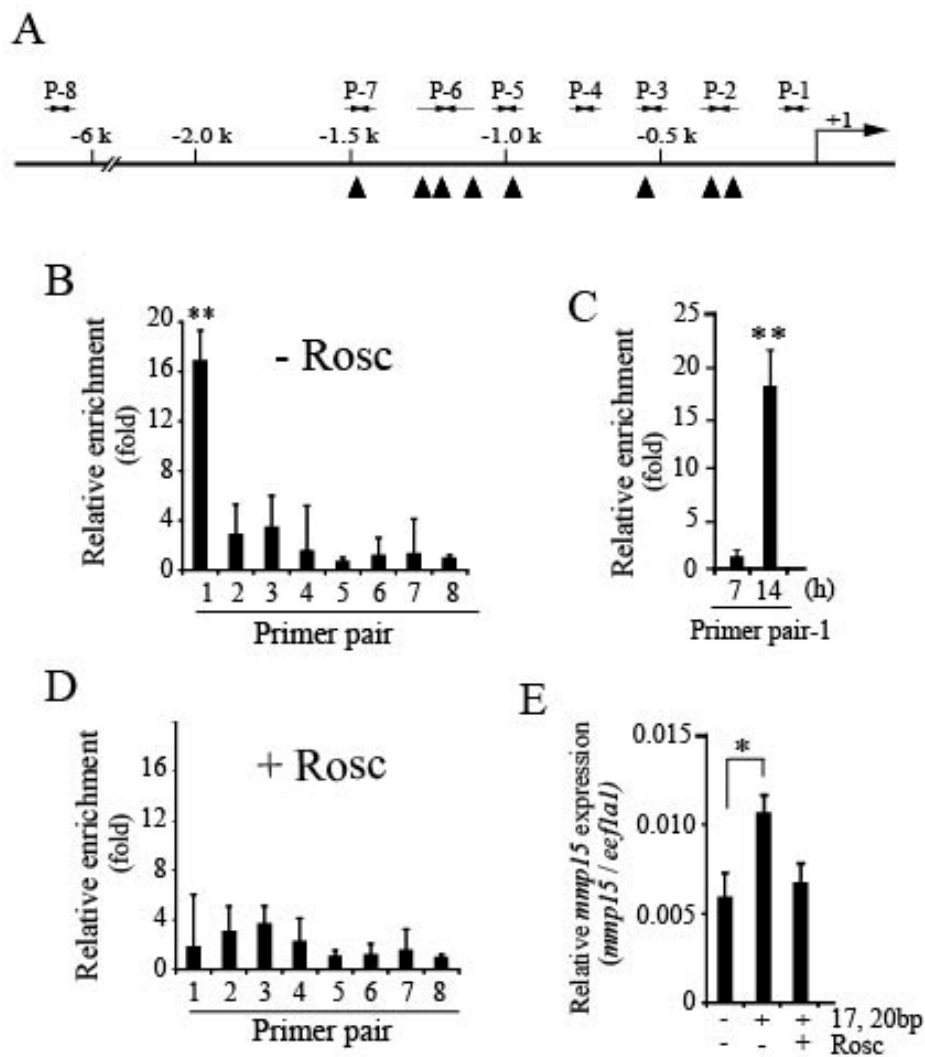 A
P-8 P-7 P-6 P-5 P-4 P-3 P-2 P-1
-6 k -2.0 k -1.5 k -1.0 k -0.5 k +1
B
Relative enrichment
(fold)
20
16
12
8
4
0
**
- Rosc
1 2 3 4 5 6 7 8
Primer pair
C
Relative enrichment
(fold)
25
20
15
10
5
0
**
7 14 (h)
Primer pair-1
D
Relative enrichment
(fold)
16
12
8
4
0
+ Rosc
1 2 3 4 5 6 7 8
Primer pair
E
Relative mmp15 expression
(mmp15 / eef1a1)
0.015
0.010
0.005
0
*
- + + 17, 20bp
- - + Rosc